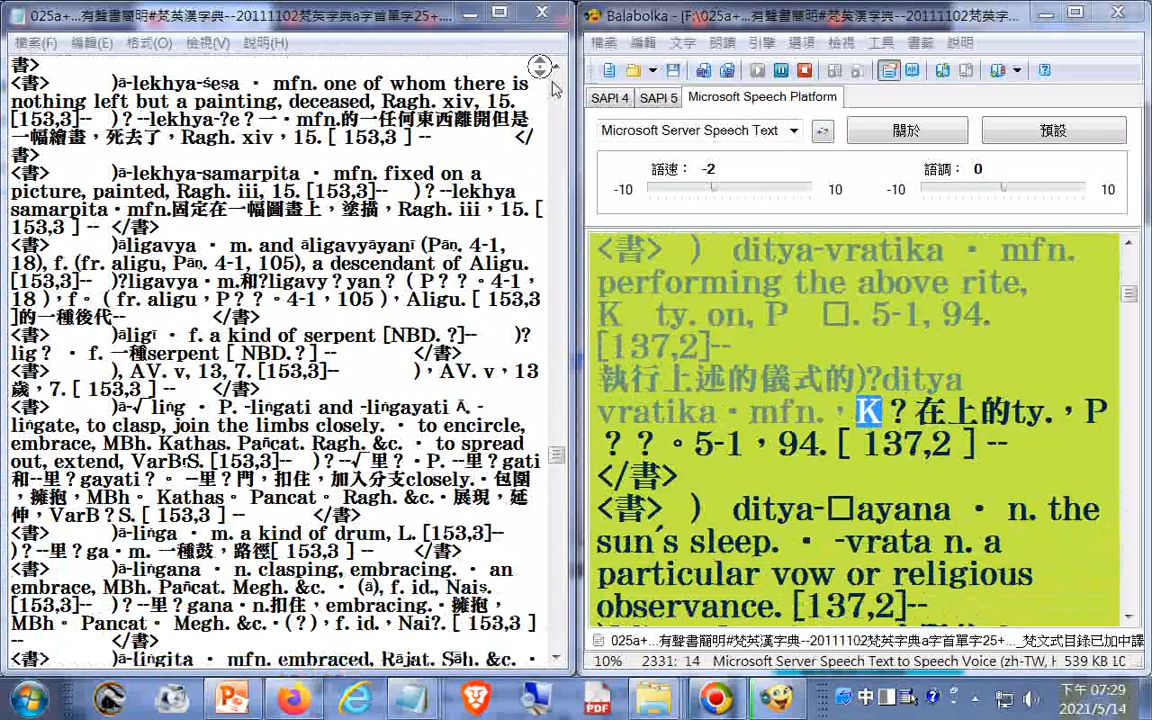 025a+...有聲書簡明#梵英漢字典--20111102梵英字典a字首單字25+...
檔案(F) 編輯(E) 格式(O) 檢視(V) 說明(H)
書>
<書> )ā-lekhya-śeṣa • mfn. one of whom there is
nothing left but a painting, deceased, Ragh. xiv, 15.
[153,3]-- )? --lekhya-?e? 一 • mfn.的一任何東西離開但是
一幅繪畫，死去了，Ragh. xiv，15. [ 153,3 ] -- </
書>
<書> )ā-lekhya-samarpita • mfn. fixed on a
picture, painted, Ragh. iii, 15. [153,3]-- )? --lekhya
samarpita • mfn.固定在一幅圖畫上，塗描，Ragh. iii，15. [
153,3 ] -- </書>
<書> )āligavya • m. and āligavyāyanī (Pāṇ. 4-1,
18), f. (fr. aligu, Pāṇ. 4-1, 105), a descendant of Aligu.
[153,3]-- )?ligavya • m.和?ligavy ? yan ? ( P ? ? 。4-1，
18 )，f 。( fr. aligu，P ? ? 。4-1，105 )，Aligu. [ 153,3
]的一種後代-- </書>
<書> )āligī • f. a kind of serpent [NBD. ?]-- )?
lig ? • f. 一種serpent [ NBD. ? ] -- </書>
<書> ), AV. v, 13, 7. [153,3]-- )，AV. v，13
歲，7. [ 153,3 ] -- </書>
<書> )ā-√ liṅg • P. -liṅgati and -liṅgayati Ā. -
liṅgate, to clasp, join the limbs closely. • to encircle,
embrace, MBh. Kathas. Pañcat. Ragh. &c. • to spread
out, extend, VarBṛS. [153,3]-- )? --√ 里 ? • P. --里 ? gati
和--里 ? gayati ? 。 --里 ? 門，扣住，加入分支closely. • 包圍
，擁抱，MBh • Kathas • Pancat • Ragh. &c. • 展現，延
伸，VarB ? S. [ 153,3 ] -- </書>
<書> )ā-liṅga • m. a kind of drum, L. [153,3]--
)? --里 ? ga • m. 一種鼓，路徑[ 153,3 ] -- </書>
<書> )ā-liṅgana • n. clasping, embracing. • an
embrace, MBh. Pañcat. Megh. &c. • (ā), f. id., Naiṣ.
[153,3]-- )? --里 ? gana • n.扣住，embracing. • 擁抱，
MBh • Pancat • Megh. &c. • ( ? )，f. id.，Nai?. [ 153,3 ]
-- </書>
<書> )ā-liṅgita • mfn. embraced, Rājat. Sāh. &c. •
Balabolka - [F:\025a+...有聲書簡明#梵英漢字典--20111102梵英字...
檔案 編輯 文字 朗讀 引擎 選項 檢視 工具 書籤 說明
SAPI 4 SAPI 5 Microsoft Speech Platform
Microsoft Server Speech Text 關於 預設
語速： -2 語調： 0
-10 10 -10 10
<書> ) ditya-vratika • mfn.
performing the above rite,
K ty. on, P □. 5-1, 94.
[137,2]--
執行上述的儀式的)?ditya
vratika • mfn.，K ? 在上的ty.，P
? ? 。5-1，94. [ 137,2 ] --
</書>
<書> ) ditya-□ayana • n. the
sun's sleep. • -vrata n. a
particular vow or religious
observance. [137,2]--
025a+...有聲書簡明#梵英漢字典--20111102梵英字典a字首單字25+..._梵文式目錄已加中譯
10% 2331: 14 Microsoft Server Speech Text to Speech Voice (zh-TW, H 539 KB 10
PDF
中
下午 07:29
2021/5/14